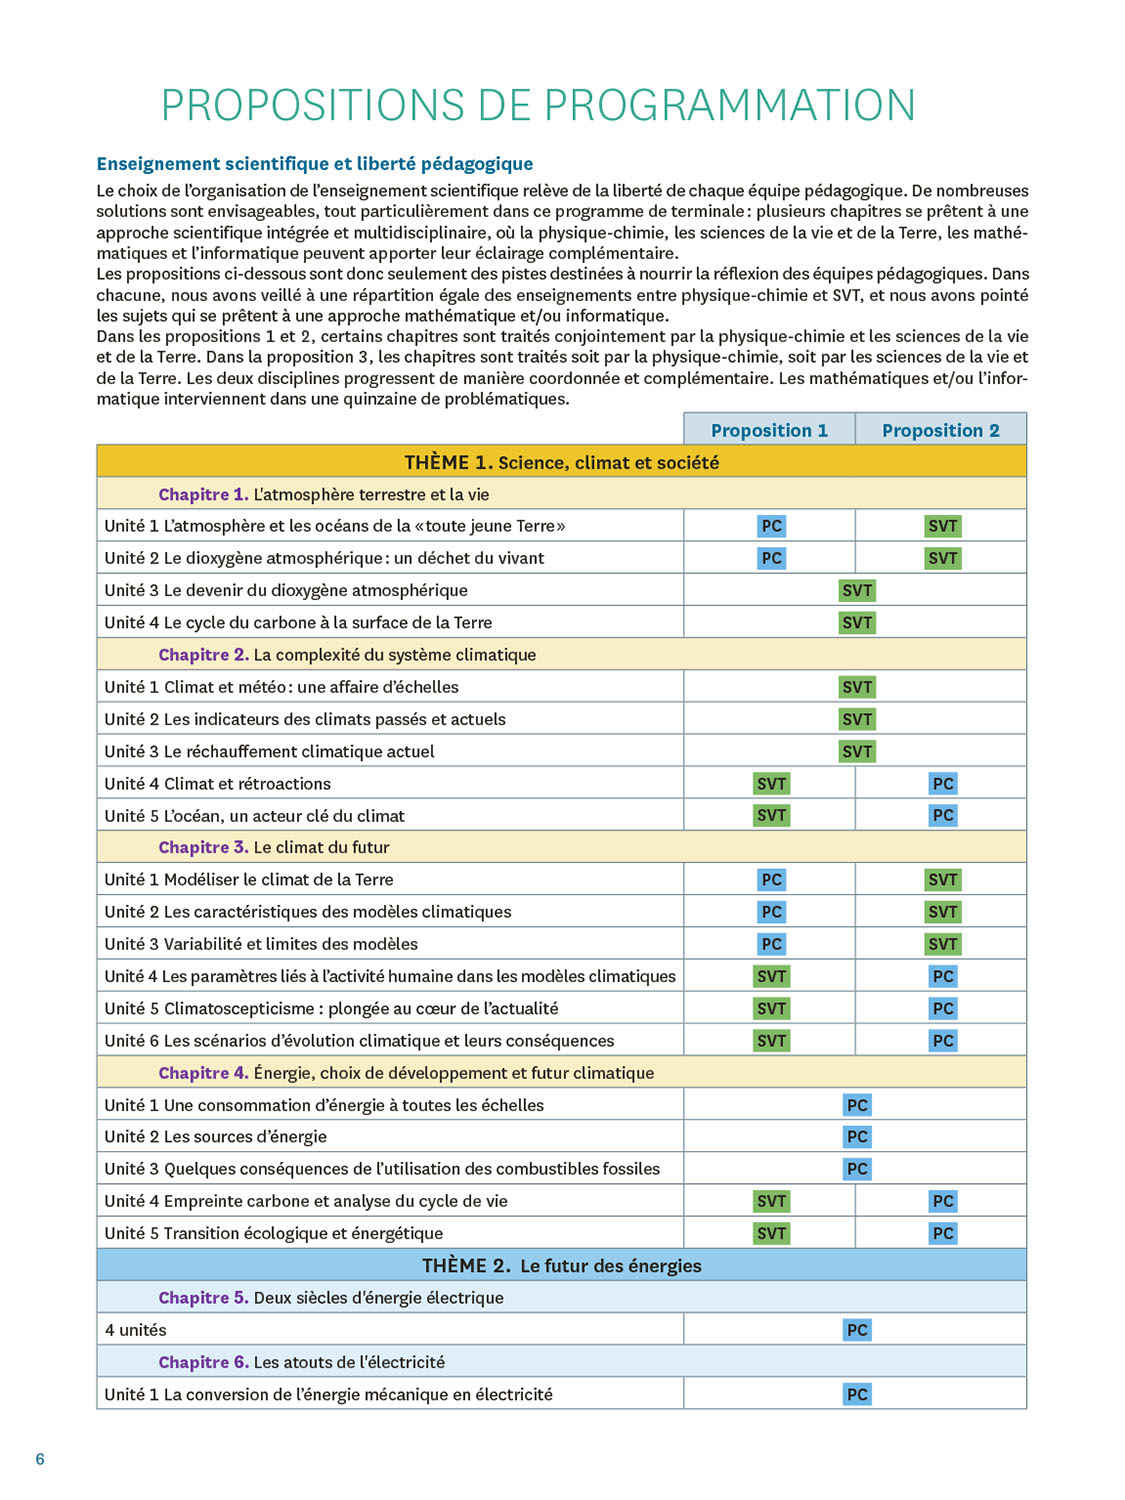 PROPOSITIONS DE PROGRAMMATION
Enseignement scientifique et liberté pédagogique
Le choix de l'organisation de l'enseignement scientifique relève de la liberté de chaque équipe pédagogique. De nombreuses
solutions sont envisageables, tout particulièrement dans ce programme de terminale : plusieurs chapitres se prêtent à une
approche scientifique intégrée et multidisciplinaire, où la physique-chimie, les sciences de la vie et de la Terre, les mathé-
matiques et l'informatique peuvent apporter leur éclairage complémentaire.
Les propositions ci-dessous sont donc seulement des pistes destinées à nourrir la réflexion des équipes pédagogiques. Dans
chacune, nous avons veillé à une répartition égale des enseignements entre physique-chimie et SVT, et nous avons pointé
les sujets qui se prêtent à une approche mathématique et/ou informatique.
Dans les propositions 1 et 2, certains chapitres sont traités conjointement par la physique-chimie et les sciences de la vie
et de la Terre. Dans la proposition 3, les chapitres sont traités soit par la physique-chimie, soit par les sciences de la vie et
de la Terre. Les deux disciplines progressent de manière coordonnée et complémentaire. Les mathématiques et/ou l'infor-
matique interviennent dans une quinzaine de problématiques.
Proposition 1 Proposition 2
THÈME 1. Science, climat et société
Chapitre 1. L'atmosphère terrestre et la vie
Unité 1 L'atmosphère et les océans de la « toute jeune Terre » PC SVT
Unité 2 Le dioxygène atmosphérique : un déchet du vivant PC SVT
Unité 3 Le devenir du dioxygène atmosphérique SVT
Unité 4 Le cycle du carbone à la surface de la Terre SVT
Chapitre 2. La complexité du système climatique
Unité 1 Climat et météo : une affaire d'échelles SVT
Unité 2 Les indicateurs des climats passés et actuels SVT
Unité 3 Le réchauffement climatique actuel SVT
Unité 4 Climat et rétroactions SVT PC
Unité 5 L'océan, un acteur clé du climat SVT PC
Chapitre 3. Le climat du futur
Unité 1 Modéliser le climat de la Terre PC SVT
Unité 2 Les caractéristiques des modèles climatiques PC SVT
Unité 3 Variabilité et limites des modèles PC SVT
Unité 4 Les paramètres liés à l'activité humaine dans les modèles climatiques SVT PC
Unité 5 Climatoscepticisme : plongée au cœur de l'actualité SVT PC
Unité 6 Les scénarios d'évolution climatique et leurs conséquences SVT PC
Chapitre 4. Énergie, choix de développement et futur climatique
Unité 1 Une consommation d'énergie à toutes les échelles PC
Unité 2 Les sources d'énergie PC
Unité 3 Quelques conséquences de l'utilisation des combustibles fossiles PC
Unité 4 Empreinte carbone et analyse du cycle de vie SVT PC
Unité 5 Transition écologique et énergétique SVT PC
THÈME 2. Le futur des énergies
Chapitre 5. Deux siècles d'énergie électrique
4 unités PC
Chapitre 6. Les atouts de l'électricité
Unité 1 La conversion de l'énergie mécanique en électricité PC
6